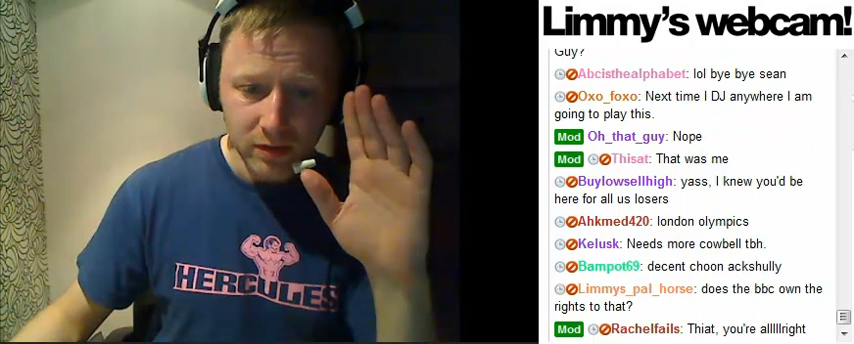 Limmy's webcam!
HERCULES
Guy?
Abcisthealphabet: lol bye bye sean
Oxo_foxo: Next time I DJ anywhere I am
going to play this.
Mod Oh_that_guy: Nope
Mod Thisat: That was me
Buylowsellhigh: yass, I knew you'd be
here for all us losers
Ahkmed420: london olympics
Kelusk: Needs more cowbell tbh.
Bampot69: decent choon ackshully
Limmys_pal_horse: does the bbc own the
rights to that?
Mod Rachelfails: Thiat, you're alllllright